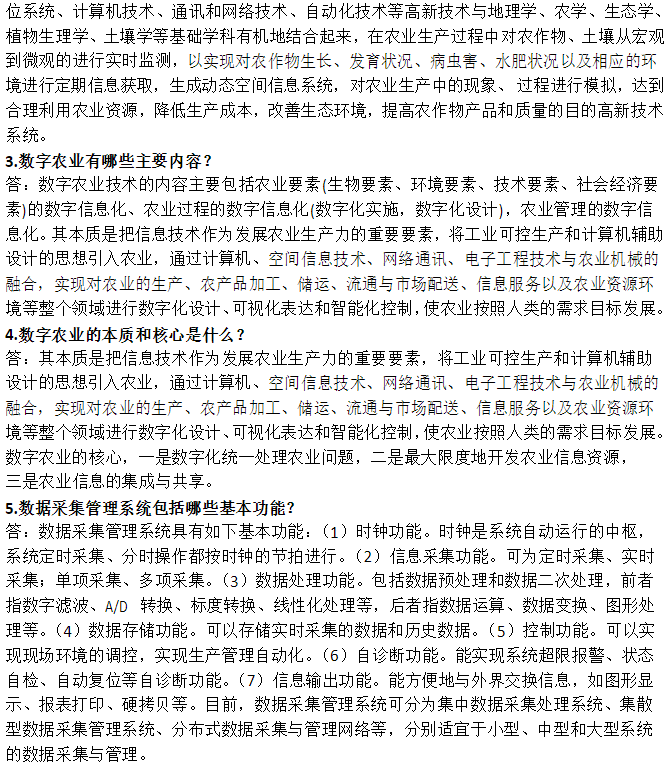 位系统、计算机技术、通讯和网络技术、自动化技术等高新技术与地理学、农学、生态学、
植物生理学、土壤学等基础学科有机地结合起来，在农业生产过程中对农作物、土壤从宏观
到微观的进行实时监测，以实现对农作物生长、发育状况、病虫害、水肥状况以及相应的环
境进行定期信息获取，生成动态空间信息系统，对农业生产中的现象、过程进行模拟，达到
合理利用农业资源，降低生产成本，改善生态环境，提高农作物产品和质量的目的高新技术
系统。
3.数字农业有哪些主要内容？
答：数字农业技术的内容主要包括农业要素(生物要素、环境要素、技术要素、社会经济要
素)的数字信息化、农业过程的数字信息化(数字化实施，数字化设计)，农业管理的数字信
息化。其本质是把信息技术作为发展农业生产力的重要要素，将工业可控生产和计算机辅助
设计的思想引入农业，通过计算机、空间信息技术、网络通讯、电子工程技术与农业机械的
融合，实现对农业的生产、农产品加工、储运、流通与市场配送、信息服务以及农业资源环
境等整个领域进行数字化设计、可视化表达和智能化控制，使农业按照人类的需求目标发展。
4.数字农业的本质和核心是什么？
答：其本质是把信息技术作为发展农业生产力的重要要素，将工业可控生产和计算机辅助
设计的思想引入农业，通过计算机、空间信息技术、网络通讯、电子工程技术与农业机械的
融合，实现对农业的生产、农产品加工、储运、流通与市场配送、信息服务以及农业资源环
境等整个领域进行数字化设计、可视化表达和智能化控制，使农业按照人类的需求目标发展。
数字农业的核心，一是数字化统一处理农业问题，二是最大限度地开发农业信息资源，
三是农业信息的集成与共享。
5.数据采集管理系统包括哪些基本功能？
答：数据采集管理系统具有如下基本功能：（1）时钟功能。时钟是系统自动运行的中枢，
系统定时采集、分时操作都按时钟的节拍进行。（2）信息采集功能。可为定时采集、实时
采集；单项采集、多项采集。（3）数据处理功能。包括数据预处理和数据二次处理，前者
指数字滤波、A/D 转换、标度转换、线性化处理等，后者指数据运算、数据变换、图形处
理等。（4）数据存储功能。可以存储实时采集的数据和历史数据。（5）控制功能。可以实
现现场环境的调控，实现生产管理自动化。（6）自诊断功能。能实现系统超限报警、状态
自检、自动复位等自诊断功能。（7）信息输出功能。能方便地与外界交换信息，如图形显
示、报表打印、硬拷贝等。目前，数据采集管理系统可分为集中数据采集处理系统、集散
型数据采集管理系统、分布式数据采集与管理网络等，分别适宜于小型、中型和大型系统
的数据采集与管理。